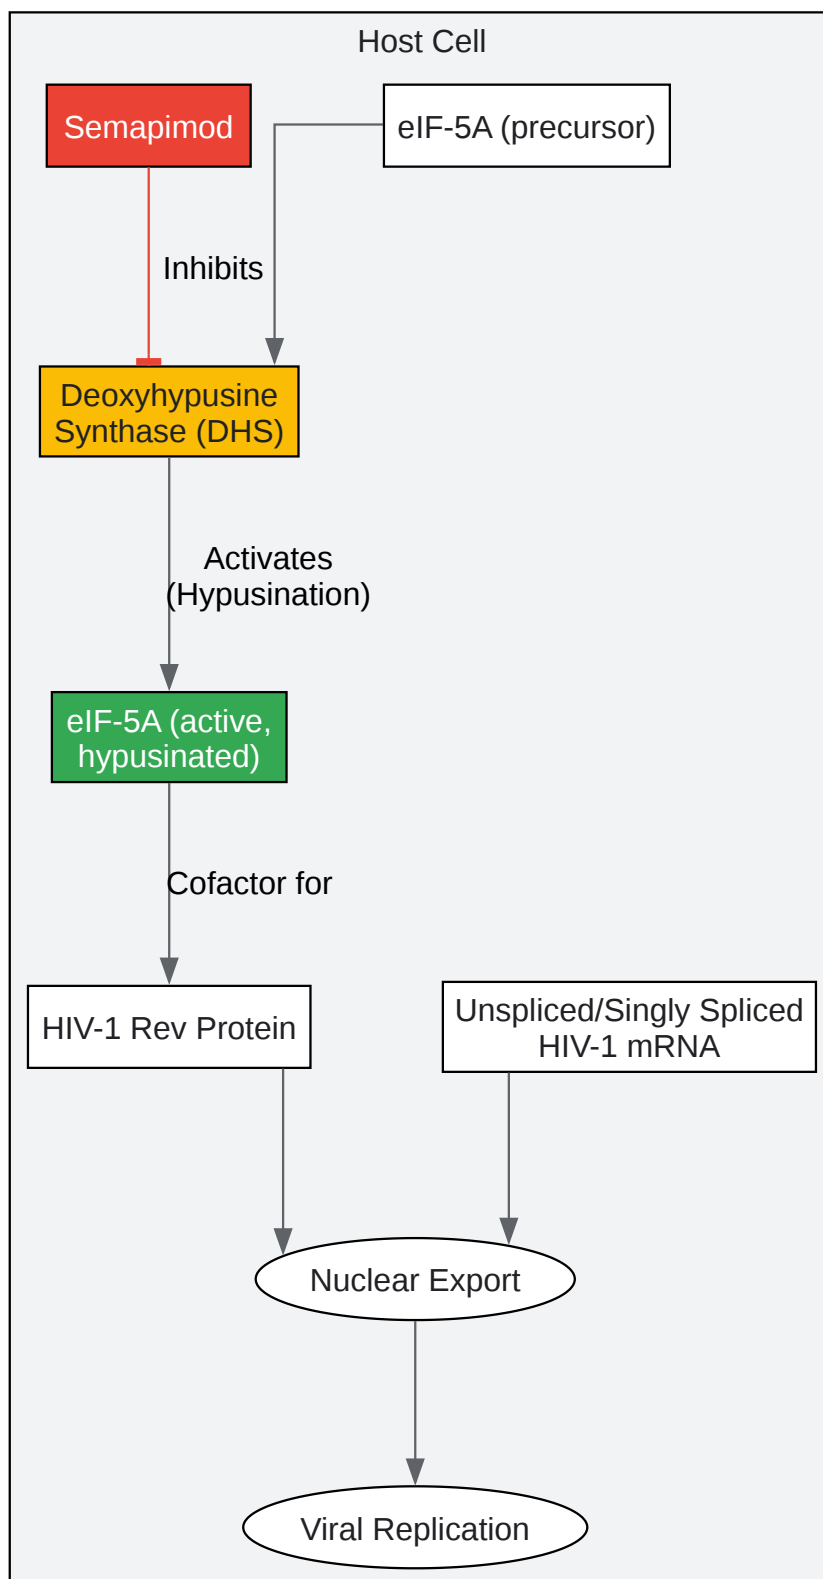 Host Cell
Semapimod
eIF-5A (precursor)
Inhibits
Deoxyhypusine
Synthase (DHS)
Activates
(Hypusination)
eIF-5A (active,
hypusinated)
Cofactor for
HIV-1 Rev Protein
Unspliced/Singly Spliced
HIV-1 mRNA
Nuclear Export
Viral Replication